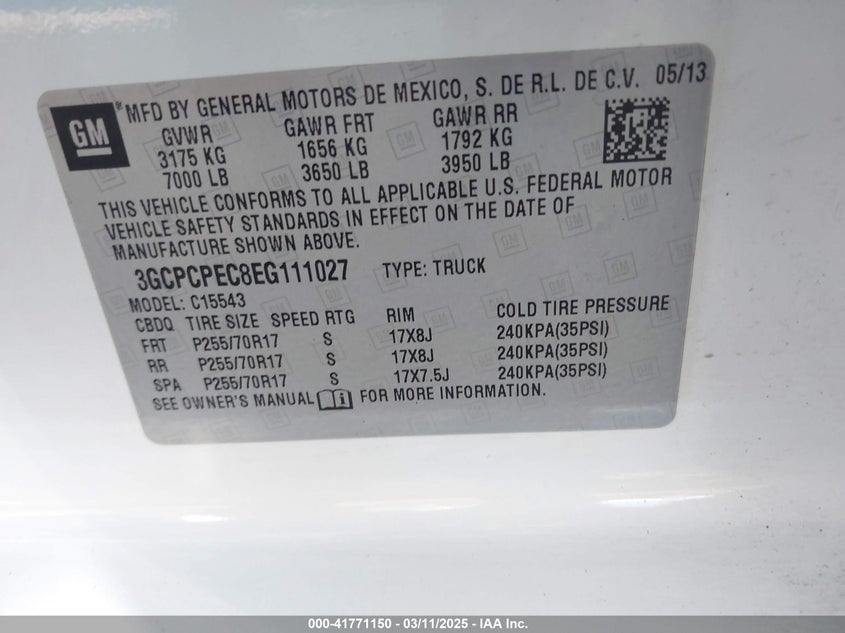 GM
® MFD BY GENERAL MOTORS DE MEXICO, S. DE R.L. DE C.V. 05/13
GVWR GAWR FRT GAWR RR
3175 KG 1656 KG 1792 KG
7000 LB 3650 LB 3950 LB
THIS VEHICLE CONFORMS TO ALL APPLICABLE U.S. FEDERAL MOTOR
VEHICLE SAFETY STANDARDS IN EFFECT ON THE DATE OF
MANUFACTURE SHOWN ABOVE.
3GCPCPEC8EG111027 TYPE: TRUCK
MODEL: C15543
CBDQ TIRE SIZE SPEED RTG RIM COLD TIRE PRESSURE
FRT P255/70R17 S 17X8J 240KPA(35PSI)
RR P255/70R17 S 17X8J 240KPA(35PSI)
SPA P255/70R17 S 17X7.5J 240KPA(35PSI)
SEE OWNER'S MANUAL FOR MORE INFORMATION.
000-41771150 - 03/11/2025 - IAA Inc.